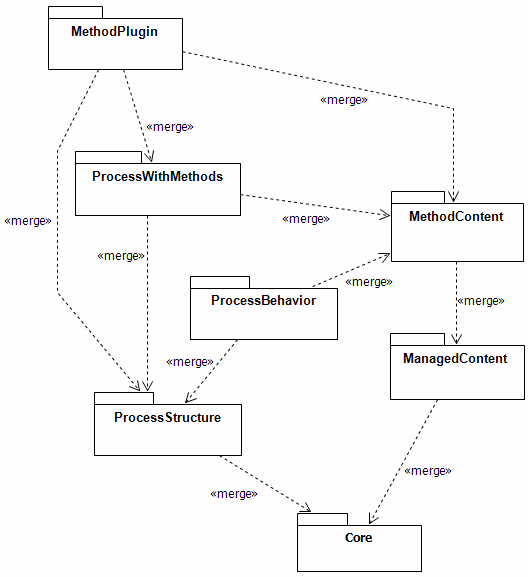 MethodPlugin
«merge»
«merge»
ProcessWithMethods
«merge»
«merge»
MethodContent
«merge»
«merge»
ProcessBehavior
«merge»
ManagedContent
«merge»
ProcessStructure
«merge»
«merge»
Core